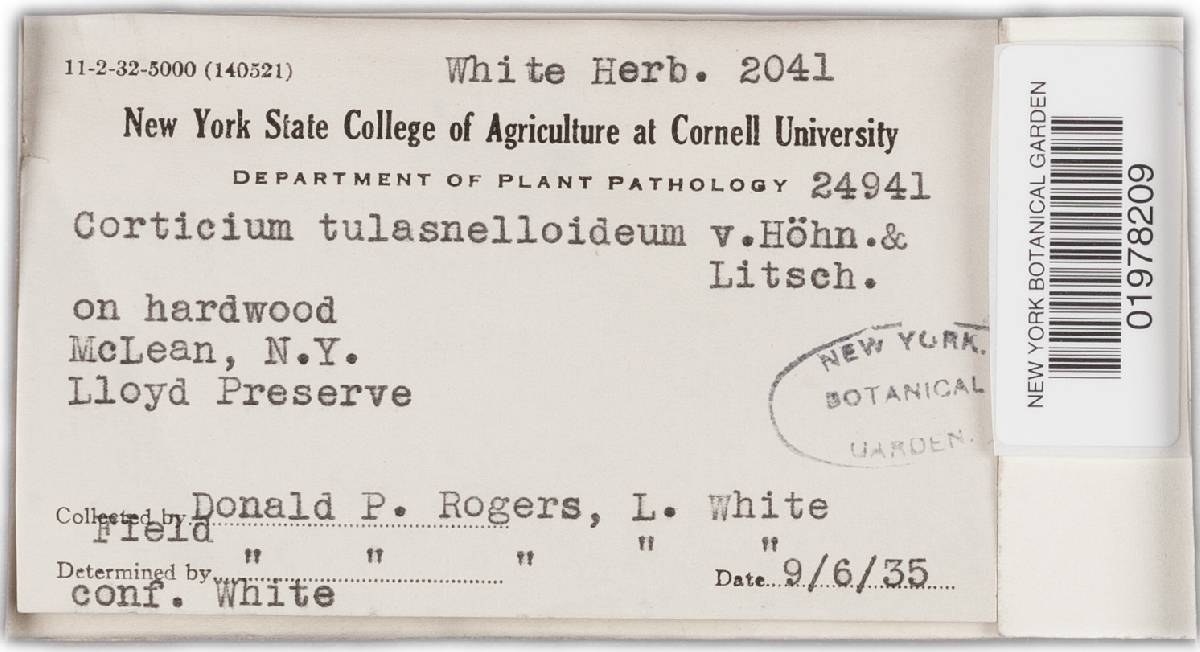 11-2-32-5000 (140521)
White Herb. 2041
New York State College of Agriculture at Cornell University
DEPARTMENT OF PLANT PATHOLOGY 24941
Corticium tulasnelloideum v.Höhn.&
Litsch.
on hardwood
McLean, N.Y.
Lloyd Preserve
NEW YORK
BOTANICAL
GARDEN.
Collected by Donald P. Rogers, L. White
Field
" " " " "
Determined by
Date 9/6/35
conf. White
NEW YORK BOTANICAL GARDEN
01978209